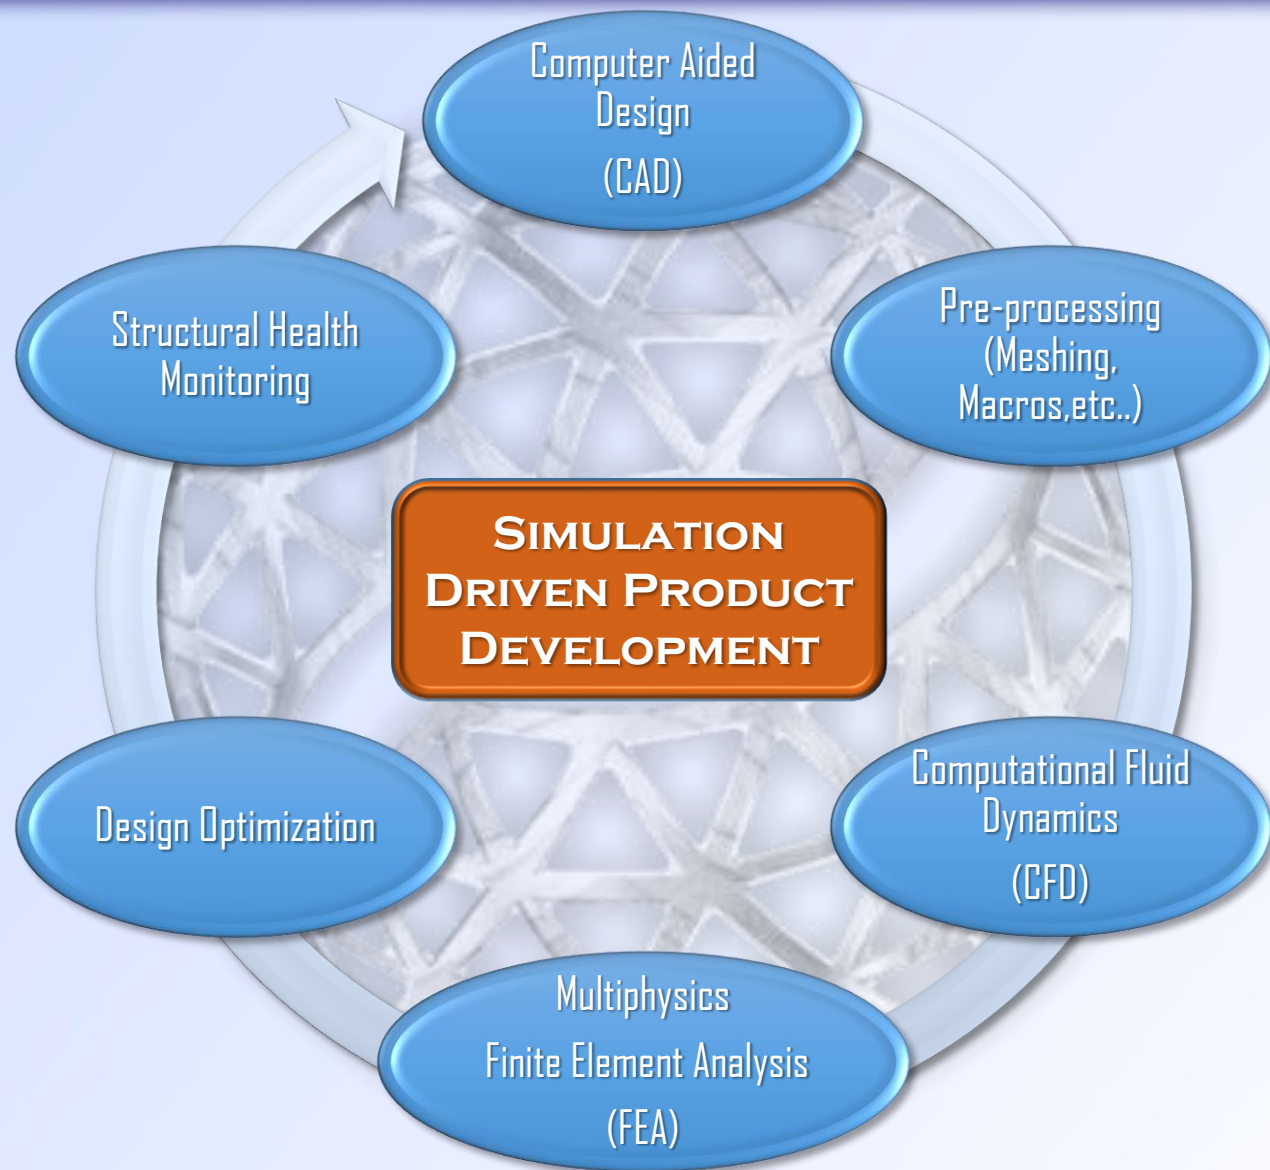 Computer Aided
Design
(CAD)
Pre-processing
(Meshing,
Macros,etc..)
Structural Health
Monitoring
SIMULATION
DRIVEN PRODUCT
DEVELOPMENT
Computational Fluid
Dynamics
(CFD)
Design Optimization
Multiphysics
Finite Element Analysis
(FEA)